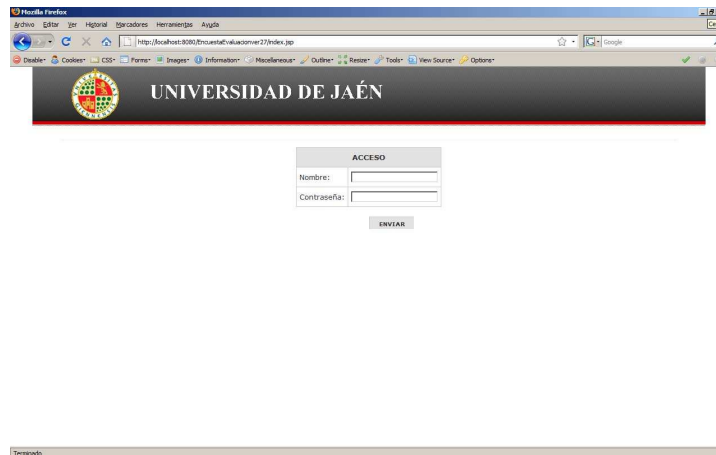 Mozilla Firefox
Archivo Editar Ver Historial Marcadores Herramientas Ayuda
http://localhost:8080/EncuestaEvaluacionver27/index.jsp
Google
Disable Cookies CSS Forms Images Information Miscellaneous Outline Resize Tools View Source Options
UNIVERSIDAD DE JAÉN
ACCESO
Nombre:
Contraseña:
ENVIAR
Terminado